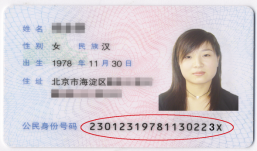 姓 名
性 别 女 民 族 汉
出 生 1978 年 11 月 30 日
住 址 北京市海淀区
公民身份号码 23012319781130223X